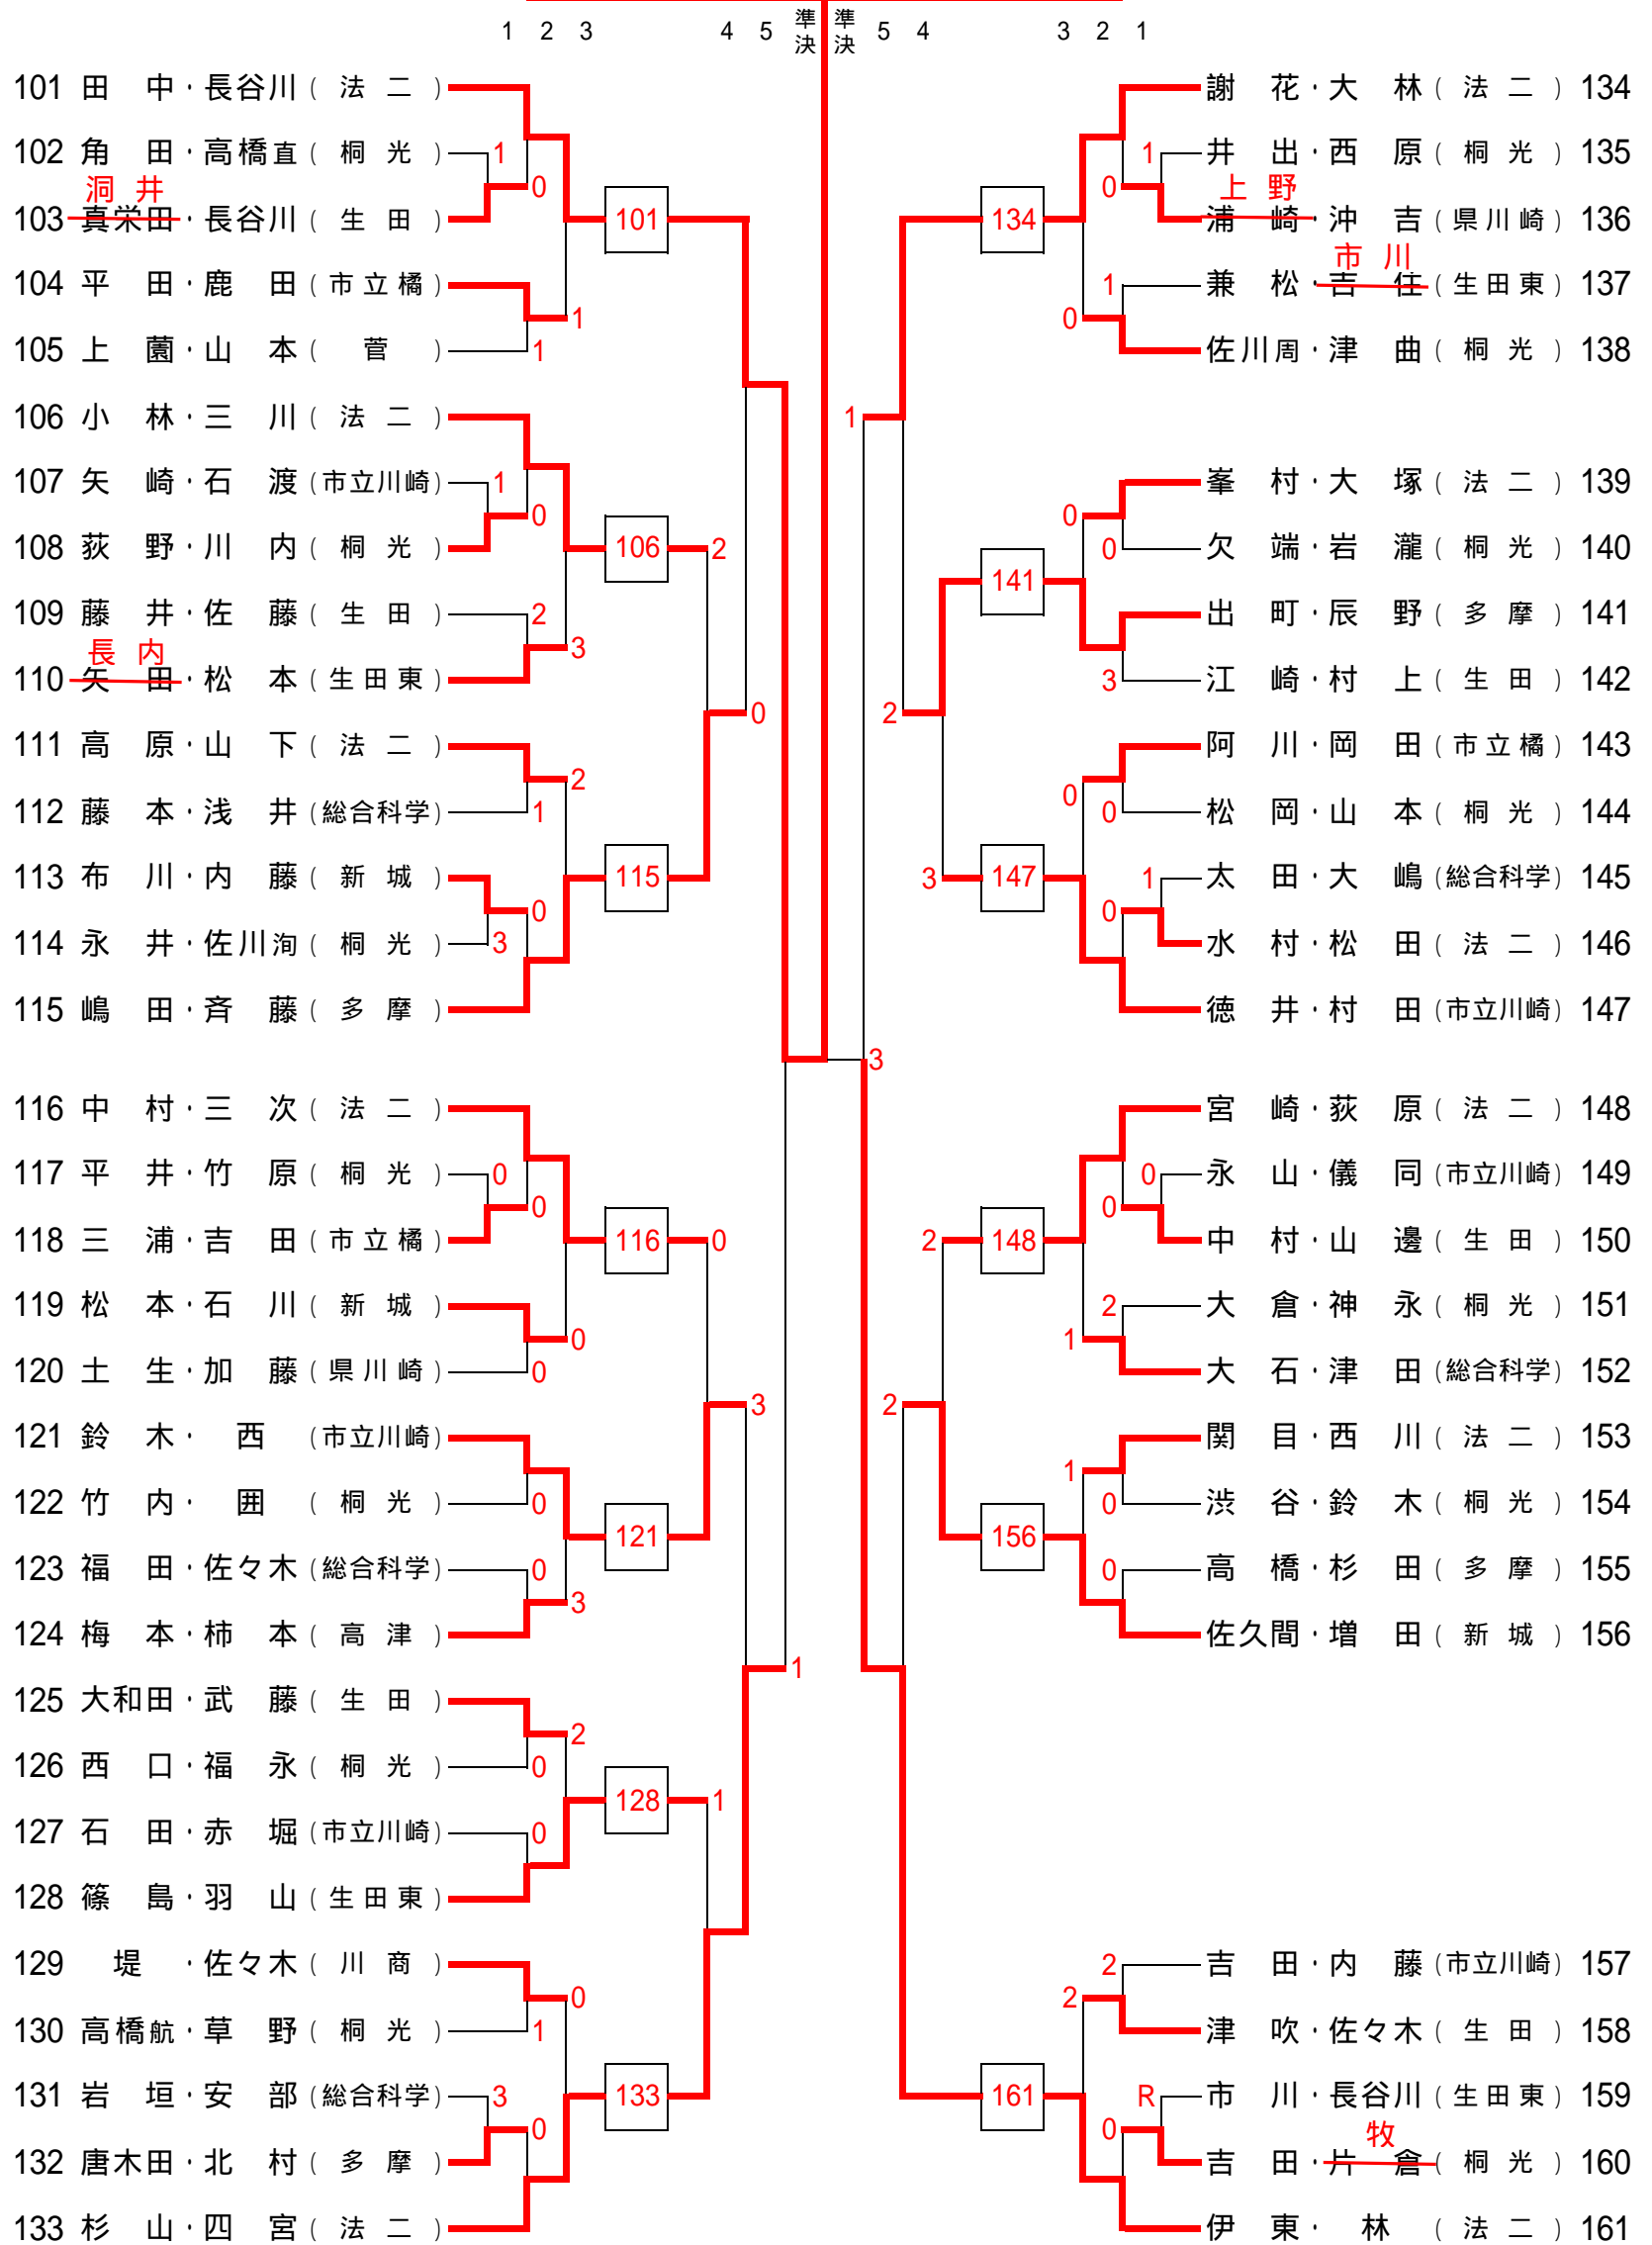 1 2 3 4 5 準決 準決 5 4 3 2 1
101 田中・長谷川(法二)
102 角田・高橋直(桐光) 1
洞井
0
103 真栄田・長谷川(生田) 101
104 平田・鹿田(市立橘)
1
105 上薗・山本(菅) 1
106 小林・三川(法二)
107 矢崎・石渡(市立川崎) 1
0
108 荻野・川内(桐光) 106 2
109 藤井・佐藤(生田) 2
長内 3
110 矢田・松本(生田東)
0
111 高原・山下(法二)
2
112 藤本・浅井(総合科学) 1
113 布川・内藤(新城) 115
0
114 永井・佐川洵(桐光) 3
115 嶋田・斉藤(多摩)
116 中村・三次(法二)
117 平井・竹原(桐光) 0
0
118 三浦・吉田(市立橘) 116 0
119 松本・石川(新城)
0
120 土生・加藤(県川崎) 0
3
121 鈴木・西(市立川崎)
122 竹内・囲(桐光) 0
121
123 福田・佐々木(総合科学) 0
3
124 梅本・柿本(高津)
1
125 大和田・武藤(生田)
2
126 西口・福永(桐光) 0
128 1
127 石田・赤堀(市立川崎) 0
128 篠島・羽山(生田東)
129 堤・佐々木(川商)
0
130 高橋航・草野(桐光) 1
131 岩垣・安部(総合科学) 3 133
0
132 唐木田・北村(多摩)
133 杉山・四宮(法二)
謝花・大林(法二) 134
1 井出・西原(桐光) 135
0 上野
134 浦崎・沖吉(県川崎) 136
市川
1 兼松・吉住(生田東) 137
0
佐川周・津曲(桐光) 138
1
峯村・大塚(法二) 139
0
0 欠端・岩瀧(桐光) 140
141
出町・辰野(多摩) 141
3 江崎・村上(生田) 142
2
阿川・岡田(市立橘) 143
0
0 松岡・山本(桐光) 144
3 147 1 太田・大嶋(総合科学) 145
0
水村・松田(法二) 146
徳井・村田(市立川崎) 147
3
宮崎・荻原(法二) 148
0 永山・儀同(市立川崎) 149
0
2 148 中村・山邊(生田) 150
2 大倉・神永(桐光) 151
1
大石・津田(総合科学) 152
2
関目・西川(法二) 153
1
0 渋谷・鈴木(桐光) 154
156
0 高橋・杉田(多摩) 155
佐久間・増田(新城) 156
2 吉田・内藤(市立川崎) 157
2
津吹・佐々木(生田) 158
161 R 市川・長谷川(生田東) 159
0 牧
吉田・片倉(桐光) 160
伊東・林(法二) 161